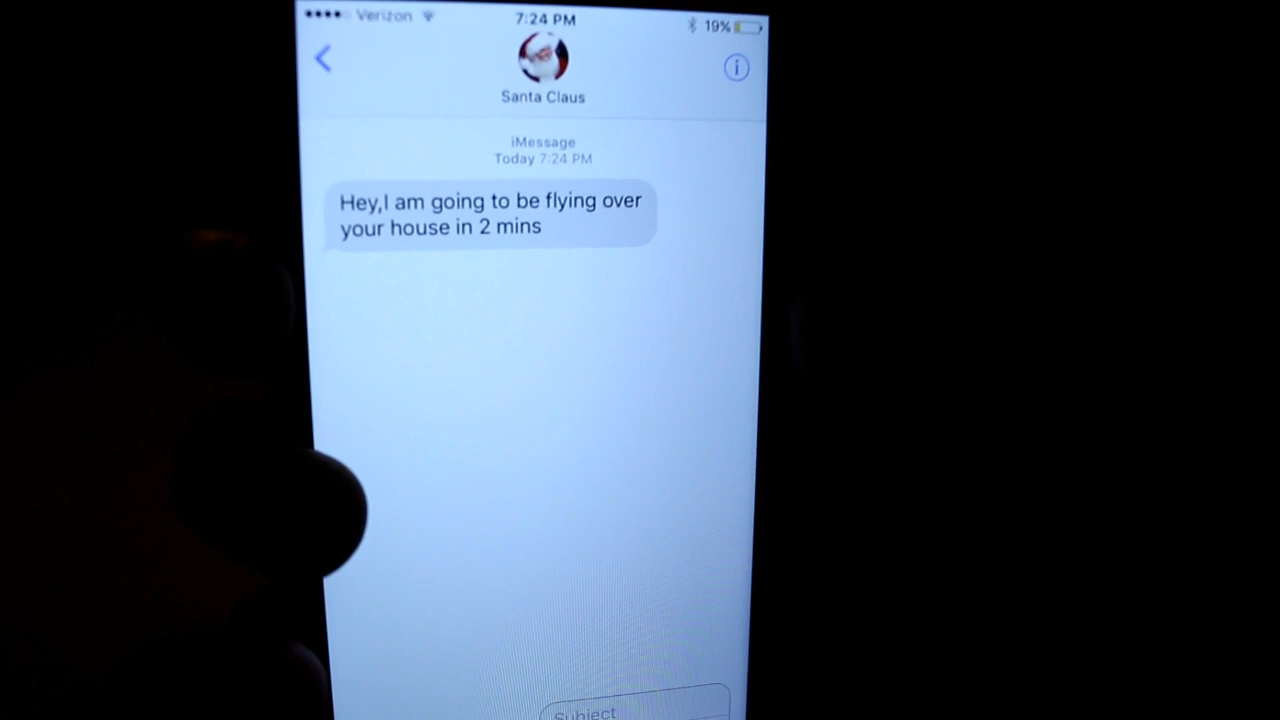 Verizon
7:24 PM
19%
Santa Claus
iMessage
Today 7:24 PM
Hey,I am going to be flying over
your house in 2 mins
Subject